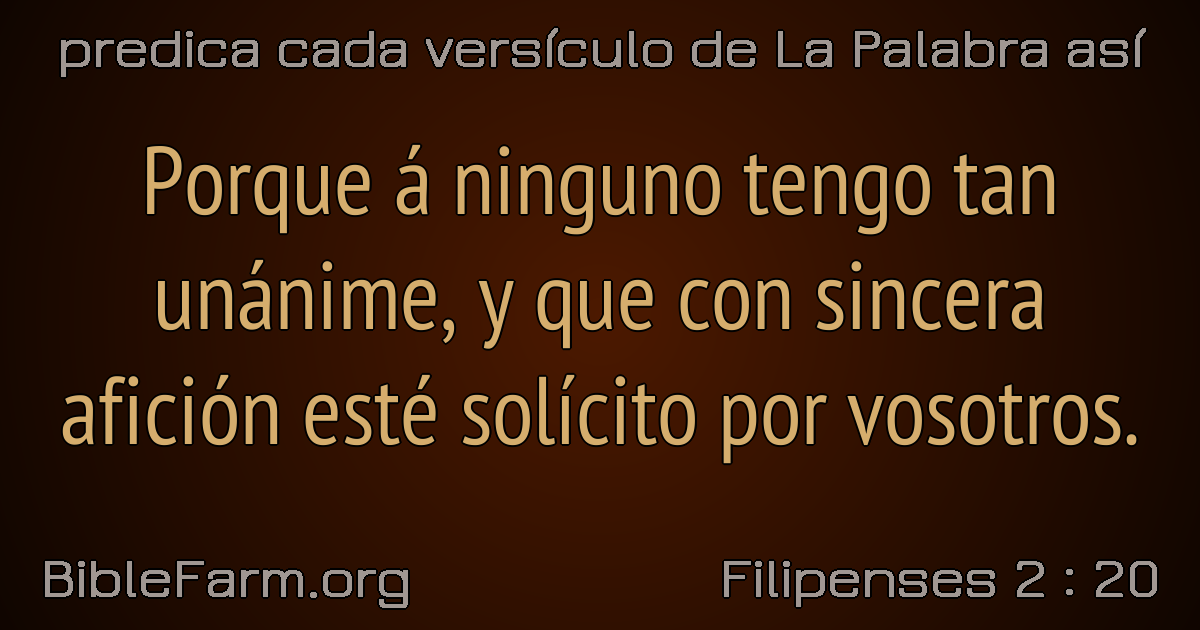 predica cada versículo de La Palabra así
Porque á ninguno tengo tan
unánime, y que con sincera
afición esté solícito por vosotros.
BibleFarm.org
Filipenses 2 : 20